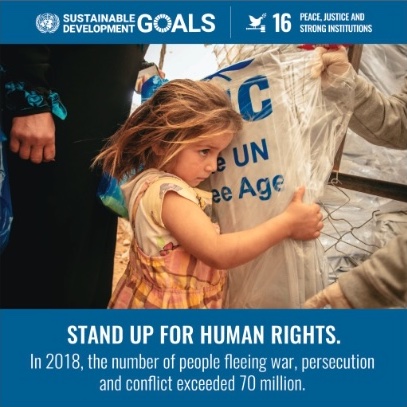 SUSTAINABLE
DEVELOPMENT GOALS
16 PEACE, JUSTICE AND
STRONG INSTITUTIONS
C
e UN
ee Age
STAND UP FOR HUMAN RIGHTS.
In 2018, the number of people fleeing war, persecution
and conflict exceeded 70 million.